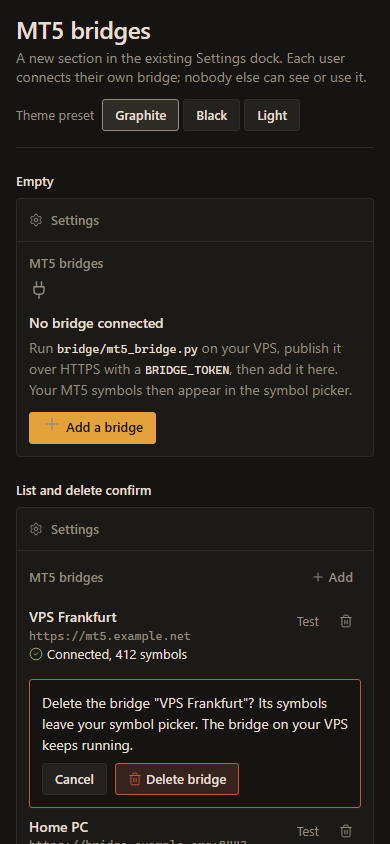 MT5 bridges
A new section in the existing Settings dock. Each user
connects their own bridge; nobody else can see or use it.
Theme preset Graphite Black Light
Empty
Settings
MT5 bridges
No bridge connected
Run bridge/mt5_bridge.py on your VPS, publish it
over HTTPS with a BRIDGE_TOKEN, then add it here.
Your MT5 symbols then appear in the symbol picker.
Add a bridge
List and delete confirm
Settings
MT5 bridges Add
VPS Frankfurt Test
https://mt5.example.net
Connected, 412 symbols
Delete the bridge "VPS Frankfurt"? Its symbols
leave your symbol picker. The bridge on your VPS
keeps running.
Cancel Delete bridge
Home PC Test